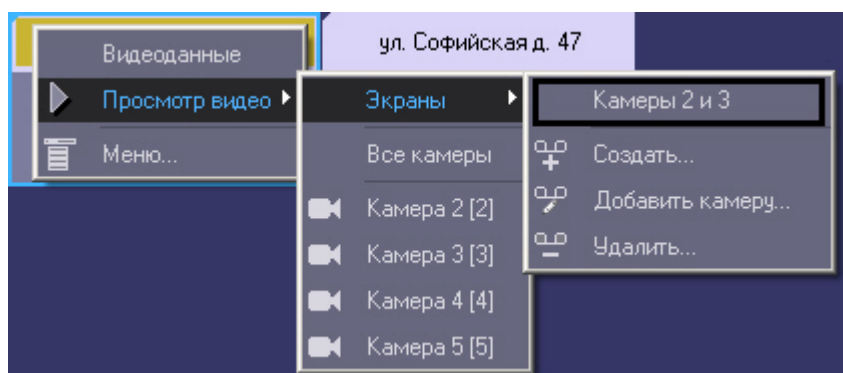 Видеоданные
Просмотр видео
Меню...
ул. Софийская д. 47
Экраны
Все камеры
Камера 2 [2]
Камера 3 [3]
Камера 4 [4]
Камера 5 [5]
Камеры 2 и 3
Создать...
Добавить камеру...
Удалить...